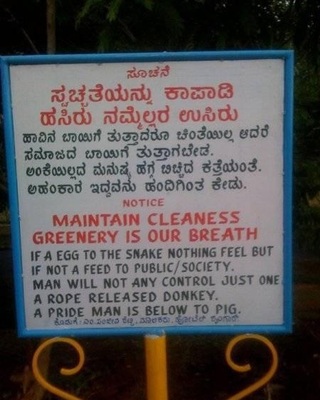 ಸೂಚನೆ
ಸ್ವಚ್ಛತೆಯನ್ನು ಕಾಪಾಡಿ
ಹಸಿರು ನಮ್ಮೆಲ್ಲರ ಉಸಿರು
ಹಾವಿನ ಬಾಯಿಗೆ ತುತ್ತಾದರೂ ಚಿಂತೆಯಿಲ್ಲ ಆದರೆ
ಸಮಾಜದ ಬಾಯಿಗೆ ತುತ್ತಾಗಬೇಡ.
ಅಂಕೆಯಿಲ್ಲದ ಮನುಷ್ಯ ಹಗ್ಗ ಬಿಚ್ಚಿದ ಕತ್ತೆಯಂತೆ.
ಅಹಂಕಾರ ಇದ್ದವನು ಹಂದಿಗಿಂತ ಕೇಡು.
NOTICE
MAINTAIN CLEANESS
GREENERY IS OUR BREATH
IF A EGG TO THE SNAKE NOTHING FEEL BUT
IF NOT A FEED TO PUBLIC/SOCIETY.
MAN WILL NOT ANY CONTROL JUST ONE
A ROPE RELEASED DONKEY.
A PRIDE MAN IS BELOW TO PIG.
ಕೊಡುಗೆ: ಮಾಲಿಕರು, ಹೋಟೆಲ್